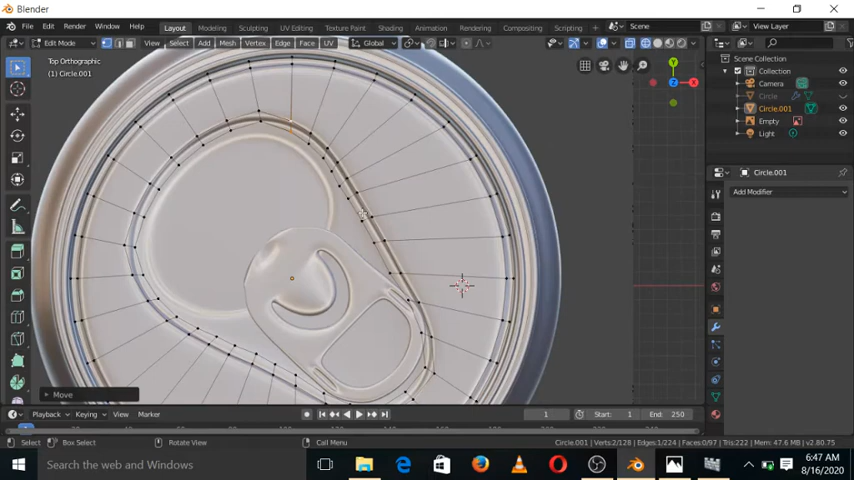 Blender
File Edit Render Window Help Layout Modeling Sculpting UV Editing Texture Paint Shading Animation Rendering Compositing Scripting Scene View Layer
Edit Mode View Select Add Mesh Vertex Edge Face UV Global
Top Orthographic
(1) Circle.001
Y
X
Z
Scene Collection
Collection
Camera
Circle
Circle.001
Empty
Light
Circle.001
Add Modifier
Move
Playback Keying View Marker 1 Start: 1 End: 250
Select Box Select Rotate View Call Menu Circle.001 | Verts:2/128 | Edges:1/224 | Faces:0/97 | Tris:222 | Mem: 47.6 MB | v2.80.75
Search the web and Windows
6:47 AM
8/16/2020